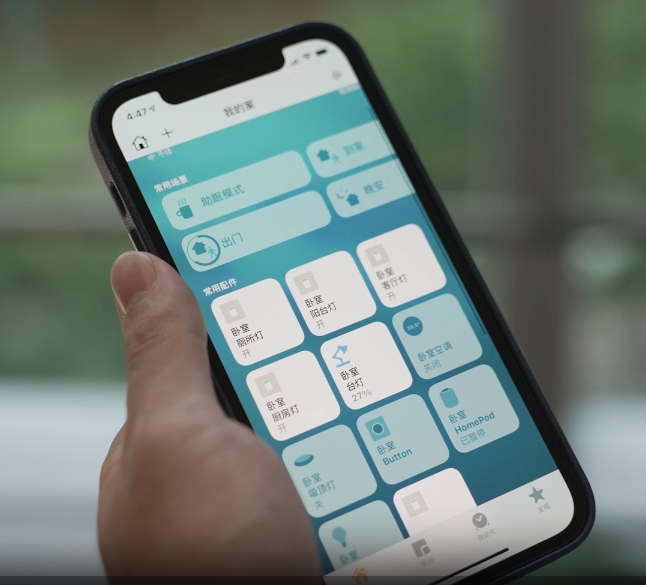 4:47
我的家
常用场景
助眠模式
到家
出门
晚安
常用配件
卧室
厕所灯
开
卧室
阳台灯
开
卧室
客厅灯
开
卧室
厨房灯
开
卧室
台灯
27%
卧室空调
关闭
卧室
吸顶灯
关
卧室
Button
卧室
HomePod
已暂停
卧室
自动化
发现